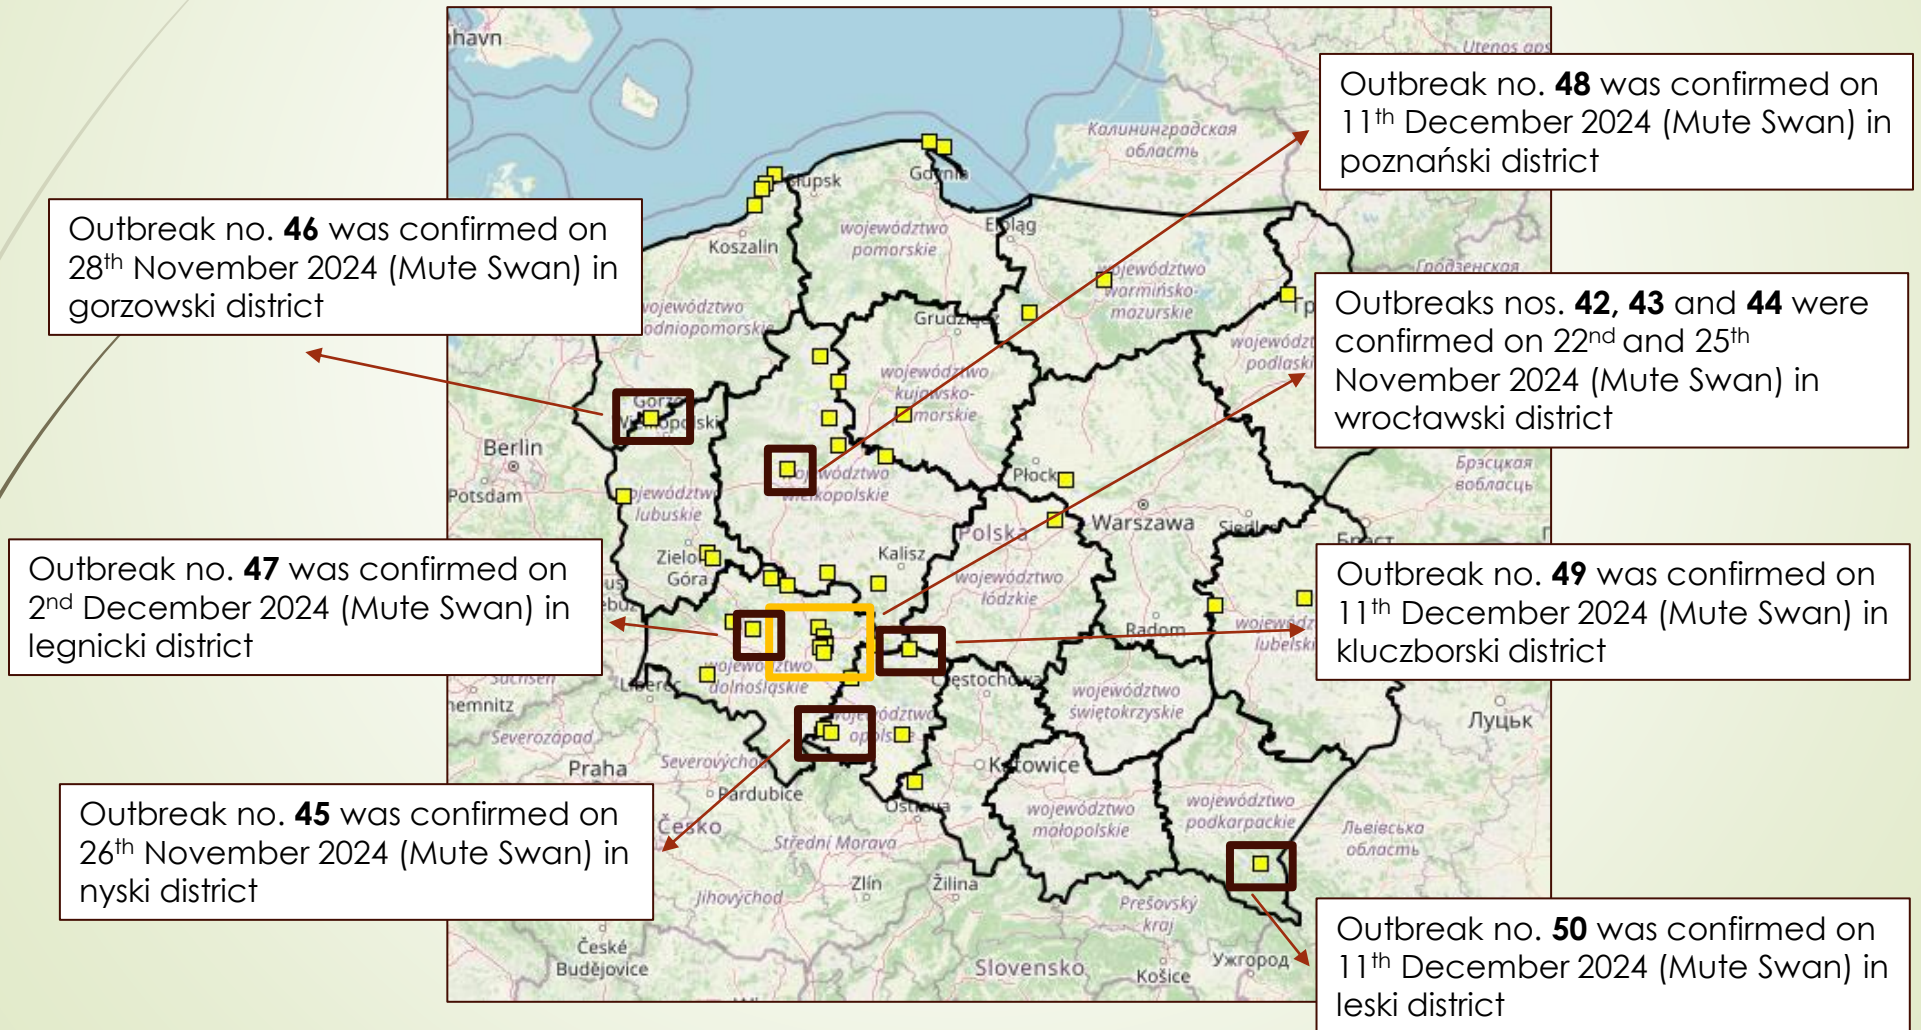 Outbreak no. 48 was confirmed on
11th December 2024 (Mute Swan) in
poznański district
Outbreak no. 46 was confirmed on
28th November 2024 (Mute Swan) in
gorzowski district
Outbreaks nos. 42, 43 and 44 were
confirmed on 22nd and 25th
November 2024 (Mute Swan) in
wrocławski district
Outbreak no. 47 was confirmed on
2nd December 2024 (Mute Swan) in
legnicki district
Outbreak no. 49 was confirmed on
11th December 2024 (Mute Swan) in
kluczborski district
Outbreak no. 45 was confirmed on
26th November 2024 (Mute Swan) in
nyski district
Outbreak no. 50 was confirmed on
11th December 2024 (Mute Swan) in
leski district
Калининградская
область
Gdynia
Koszalin
województwo
pomorskie
Elbląg
Гродзенская
województwo
warmińsko-
mazurskie
Grudziądz
województwo
kujawsko-
pomorskie
Berlin
Potsdam
województwo
wielkopolskie
Płock
Брэсцкая
вобласць
województwo
lubuskie
Polska
Warszawa
Zielona
Góra
Kalisz
województwo
łódzkie
Radom
województwo
dolnośląskie
Liberec
Częstochowa
województwo
świętokrzyskie
Луцьк
Praha
Katowice
Pardubice
Česko
Ostrava
województwo
małopolskie
województwo
podkarpackie
Львівська
область
Střední Morava
Jihovýchod
Zlín
Žilina
Prešovský
kraj
České
Budějovice
Slovensko
Košice
Ужгород